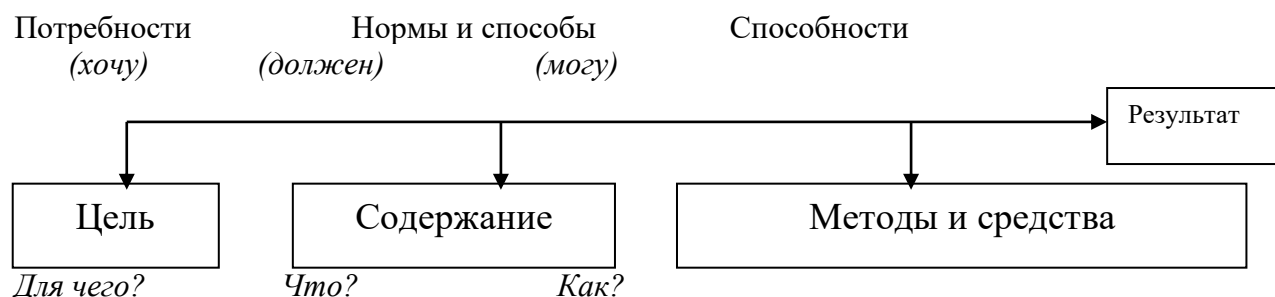 Потребности Нормы и способы Способности
(хочу) (должен) (могу)
Результат
Цель Содержание Методы и средства
Для чего? Что? Как?